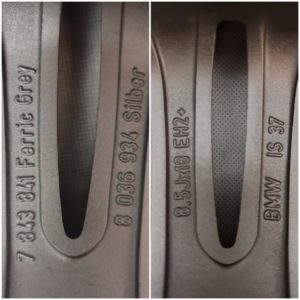 7 843 841 Ferric Grey
8 036 934 Silber
8.5Jx18 EH2+
BMW IS 37